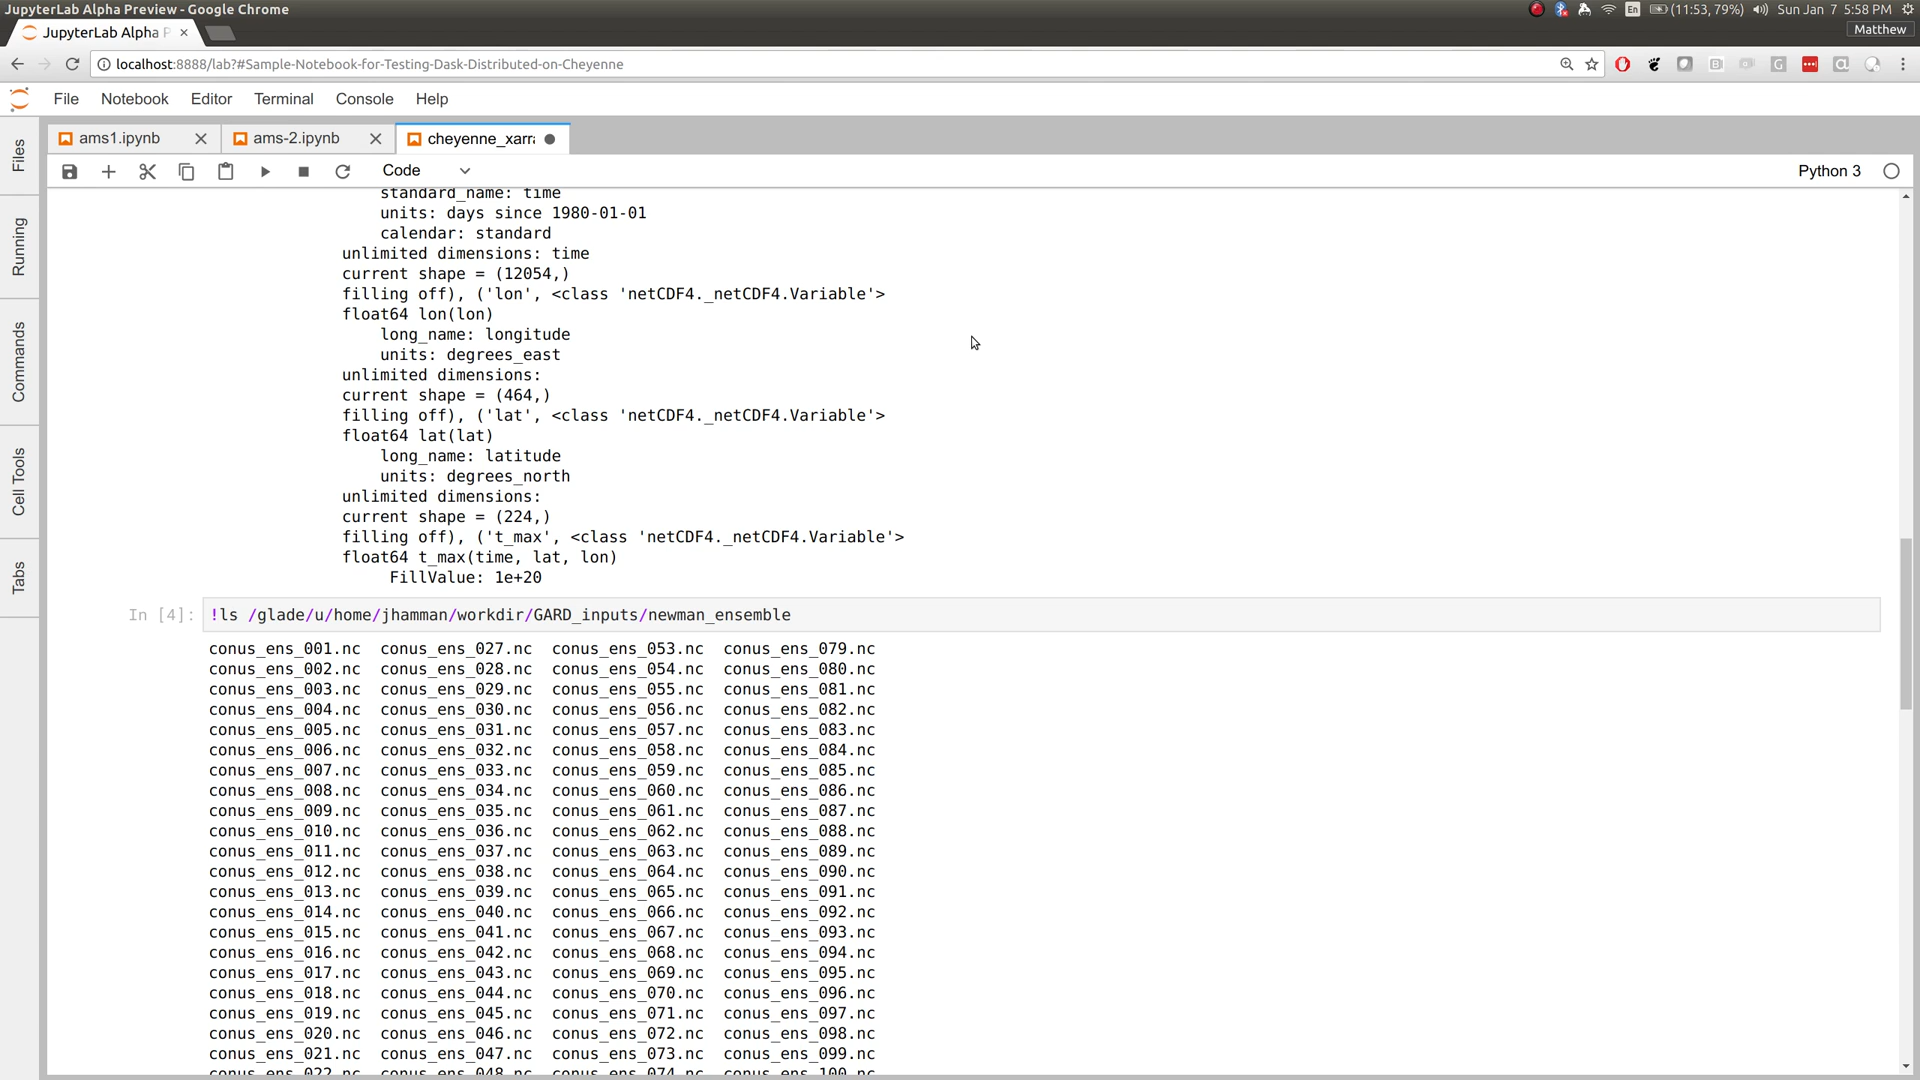 JupyterLab Alpha Preview - Google Chrome
En
(11:53, 79%)
Sun Jan 7 5:58 PM
JupyterLab Alpha P
Matthew
localhost:8888/lab?#Sample-Notebook-for-Testing-Dask-Distributed-on-Cheyenne
File Notebook Editor Terminal Console Help
Files
Running
Commands
Cell Tools
Tabs
ams1.ipynb
ams-2.ipynb
cheyenne_xarr
Code
Python 3
standard_name: time
units: days since 1980-01-01
calendar: standard
unlimited dimensions: time
current shape = (12054,)
filling off), ('lon', <class 'netCDF4._netCDF4.Variable'>
float64 lon(lon)
long_name: longitude
units: degrees_east
unlimited dimensions:
current shape = (464,)
filling off), ('lat', <class 'netCDF4._netCDF4.Variable'>
float64 lat(lat)
long_name: latitude
units: degrees_north
unlimited dimensions:
current shape = (224,)
filling off), ('t_max', <class 'netCDF4._netCDF4.Variable'>
float64 t_max(time, lat, lon)
FillValue: 1e+20
In [4]: !ls /glade/u/home/jhamman/workdir/GARD_inputs/newman_ensemble
conus_ens_001.nc conus_ens_027.nc conus_ens_053.nc conus_ens_079.nc
conus_ens_002.nc conus_ens_028.nc conus_ens_054.nc conus_ens_080.nc
conus_ens_003.nc conus_ens_029.nc conus_ens_055.nc conus_ens_081.nc
conus_ens_004.nc conus_ens_030.nc conus_ens_056.nc conus_ens_082.nc
conus_ens_005.nc conus_ens_031.nc conus_ens_057.nc conus_ens_083.nc
conus_ens_006.nc conus_ens_032.nc conus_ens_058.nc conus_ens_084.nc
conus_ens_007.nc conus_ens_033.nc conus_ens_059.nc conus_ens_085.nc
conus_ens_008.nc conus_ens_034.nc conus_ens_060.nc conus_ens_086.nc
conus_ens_009.nc conus_ens_035.nc conus_ens_061.nc conus_ens_087.nc
conus_ens_010.nc conus_ens_036.nc conus_ens_062.nc conus_ens_088.nc
conus_ens_011.nc conus_ens_037.nc conus_ens_063.nc conus_ens_089.nc
conus_ens_012.nc conus_ens_038.nc conus_ens_064.nc conus_ens_090.nc
conus_ens_013.nc conus_ens_039.nc conus_ens_065.nc conus_ens_091.nc
conus_ens_014.nc conus_ens_040.nc conus_ens_066.nc conus_ens_092.nc
conus_ens_015.nc conus_ens_041.nc conus_ens_067.nc conus_ens_093.nc
conus_ens_016.nc conus_ens_042.nc conus_ens_068.nc conus_ens_094.nc
conus_ens_017.nc conus_ens_043.nc conus_ens_069.nc conus_ens_095.nc
conus_ens_018.nc conus_ens_044.nc conus_ens_070.nc conus_ens_096.nc
conus_ens_019.nc conus_ens_045.nc conus_ens_071.nc conus_ens_097.nc
conus_ens_020.nc conus_ens_046.nc conus_ens_072.nc conus_ens_098.nc
conus_ens_021.nc conus_ens_047.nc conus_ens_073.nc conus_ens_099.nc
conus_ens_022.nc conus_ens_048.nc conus_ens_074.nc conus_ens_100.nc